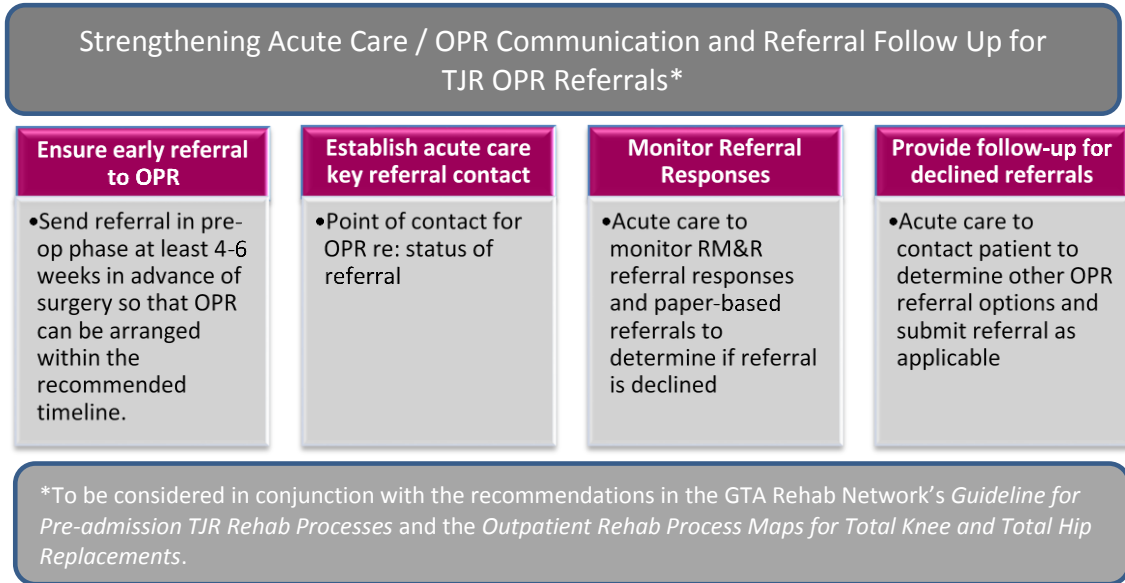 Strengthening Acute Care / OPR Communication and Referral Follow Up for
TJR OPR Referrals*
Ensure early referral
to OPR
•Send referral in pre-
op phase at least 4-6
weeks in advance of
surgery so that OPR
can be arranged
within the
recommended
timeline.
Establish acute care
key referral contact
•Point of contact for
OPR re: status of
referral
Monitor Referral
Responses
•Acute care to
monitor RM&R
referral responses
and paper-based
referrals to
determine if referral
is declined
Provide follow-up for
declined referrals
•Acute care to
contact patient to
determine other OPR
referral options and
submit referral as
applicable
*To be considered in conjunction with the recommendations in the GTA Rehab Network's Guideline for
Pre-admission TJR Rehab Processes and the Outpatient Rehab Process Maps for Total Knee and Total Hip
Replacements.